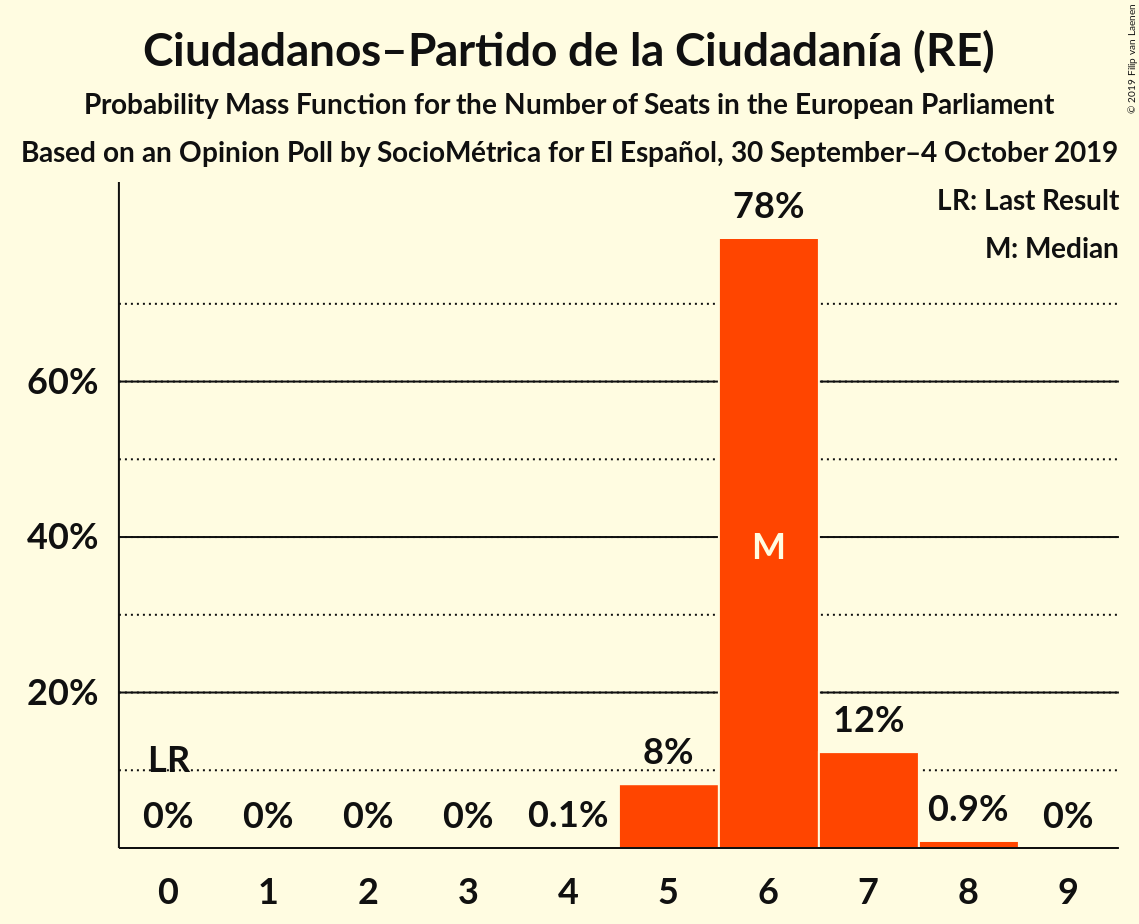 Ciudadanos–Partido de la Ciudadanía (RE)
Probability Mass Function for the Number of Seats in the European Parliament
Based on an Opinion Poll by SocioMétrica for El Español, 30 September–4 October 2019
© 2019 Filip van Laenen
LR: Last Result
M: Median
78%
60%
40%
M
20%
12%
8%
LR
0% 0% 0% 0% 0.1% 0.9% 0%
0 1 2 3 4 5 6 7 8 9